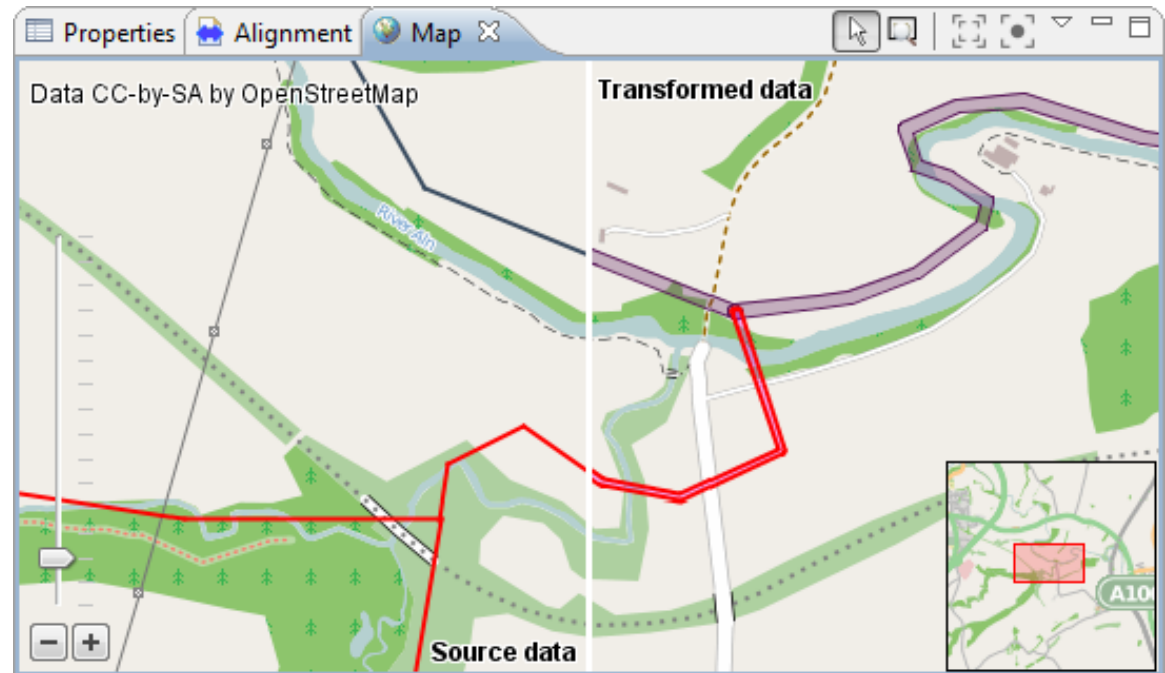 Properties Alignment Map
Data CC-by-SA by OpenStreetMap
Transformed data
River Aln
A10
Source data